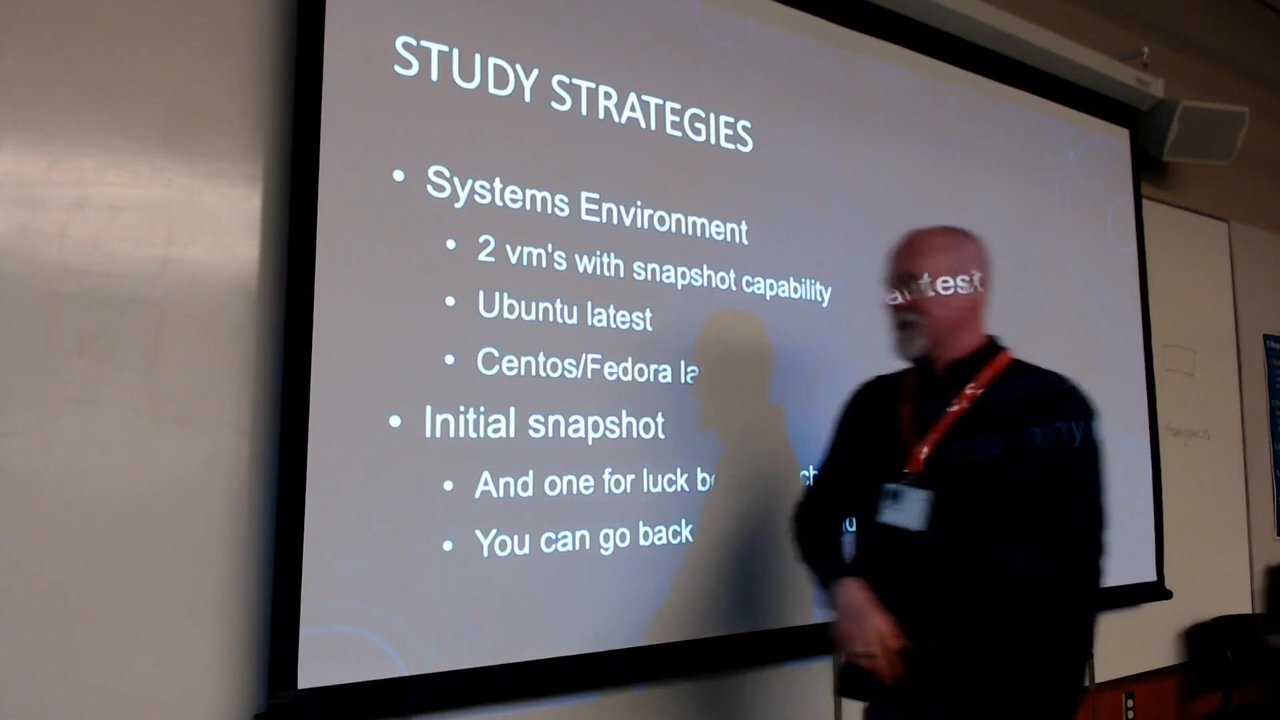 STUDY STRATEGIES
• Systems Environment
• 2 vm's with snapshot capability
• Ubuntu latest
• Centos/Fedora la test
• Initial snapshot
• And one for luck
• You can go back